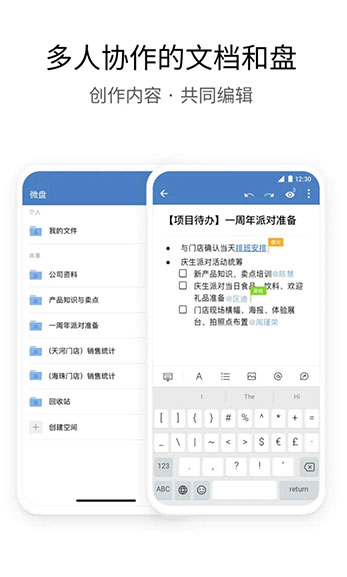 多人协作的文档和盘
创作内容·共同编辑
微盘
个人
我的文件
共享
公司资料
产品知识与卖点
一周年派对准备
(天河门店) 销售统计
(海珠门店) 销售统计
回收站
创建空间
12:30
【项目待办】一周年派对准备
与门店确认当天排班安排
庆生派对活动统筹
新产品知识、卖点培训@陈慧
庆生派对当日食品、饮料、欢迎
礼品准备@区迪
门店现场横幅、海报、体验展
台、拍照点布置@周瑾荣
I The Hi
[ ] { } # % ^ * + =
_ \ | ~ < > $ € £ ·
123 . , ? ! '
ABC space return